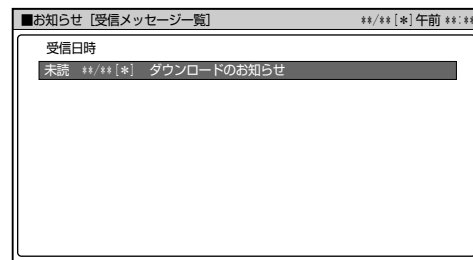 ■お知らせ [受信メッセージ一覧] **/** [*] 午前 **:**
受信日時
未読 **/** [*] ダウンロードのお知らせ